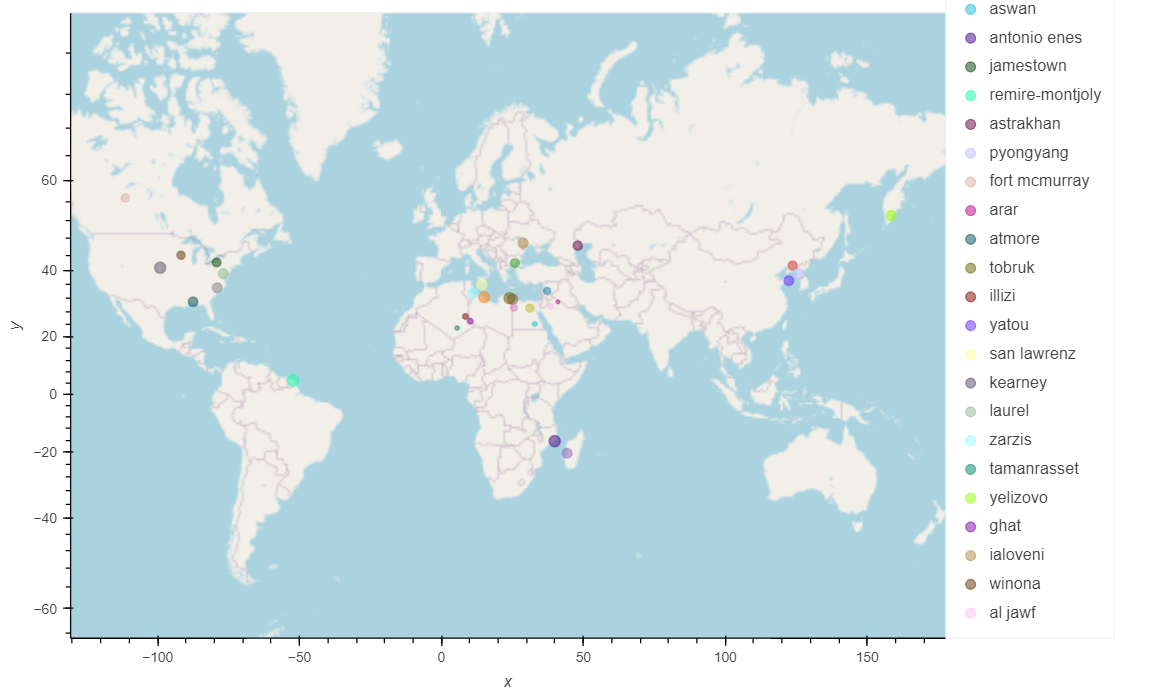 aswan
antonio enes
jamestown
remire-montjoly
astrakhan
pyongyang
fort mcmurray
arar
atmore
tobruk
illizi
yatou
san lawrenz
kearney
laurel
zarzis
tamanrasset
yelizovo
ghat
ialoveni
winona
al jawf
60
40
20
0
−20
−40
−60
y
−100
−50
0
50
100
150
x